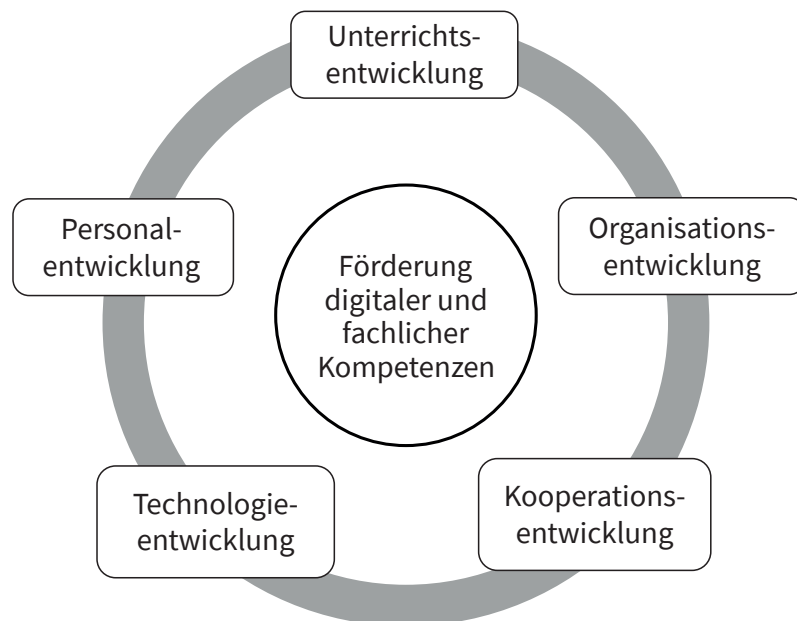 Unterrichts-
entwicklung
Personal-
entwicklung
Organisations-
entwicklung
Förderung
digitaler und
fachlicher
Kompetenzen
Technologie-
entwicklung
Kooperations-
entwicklung